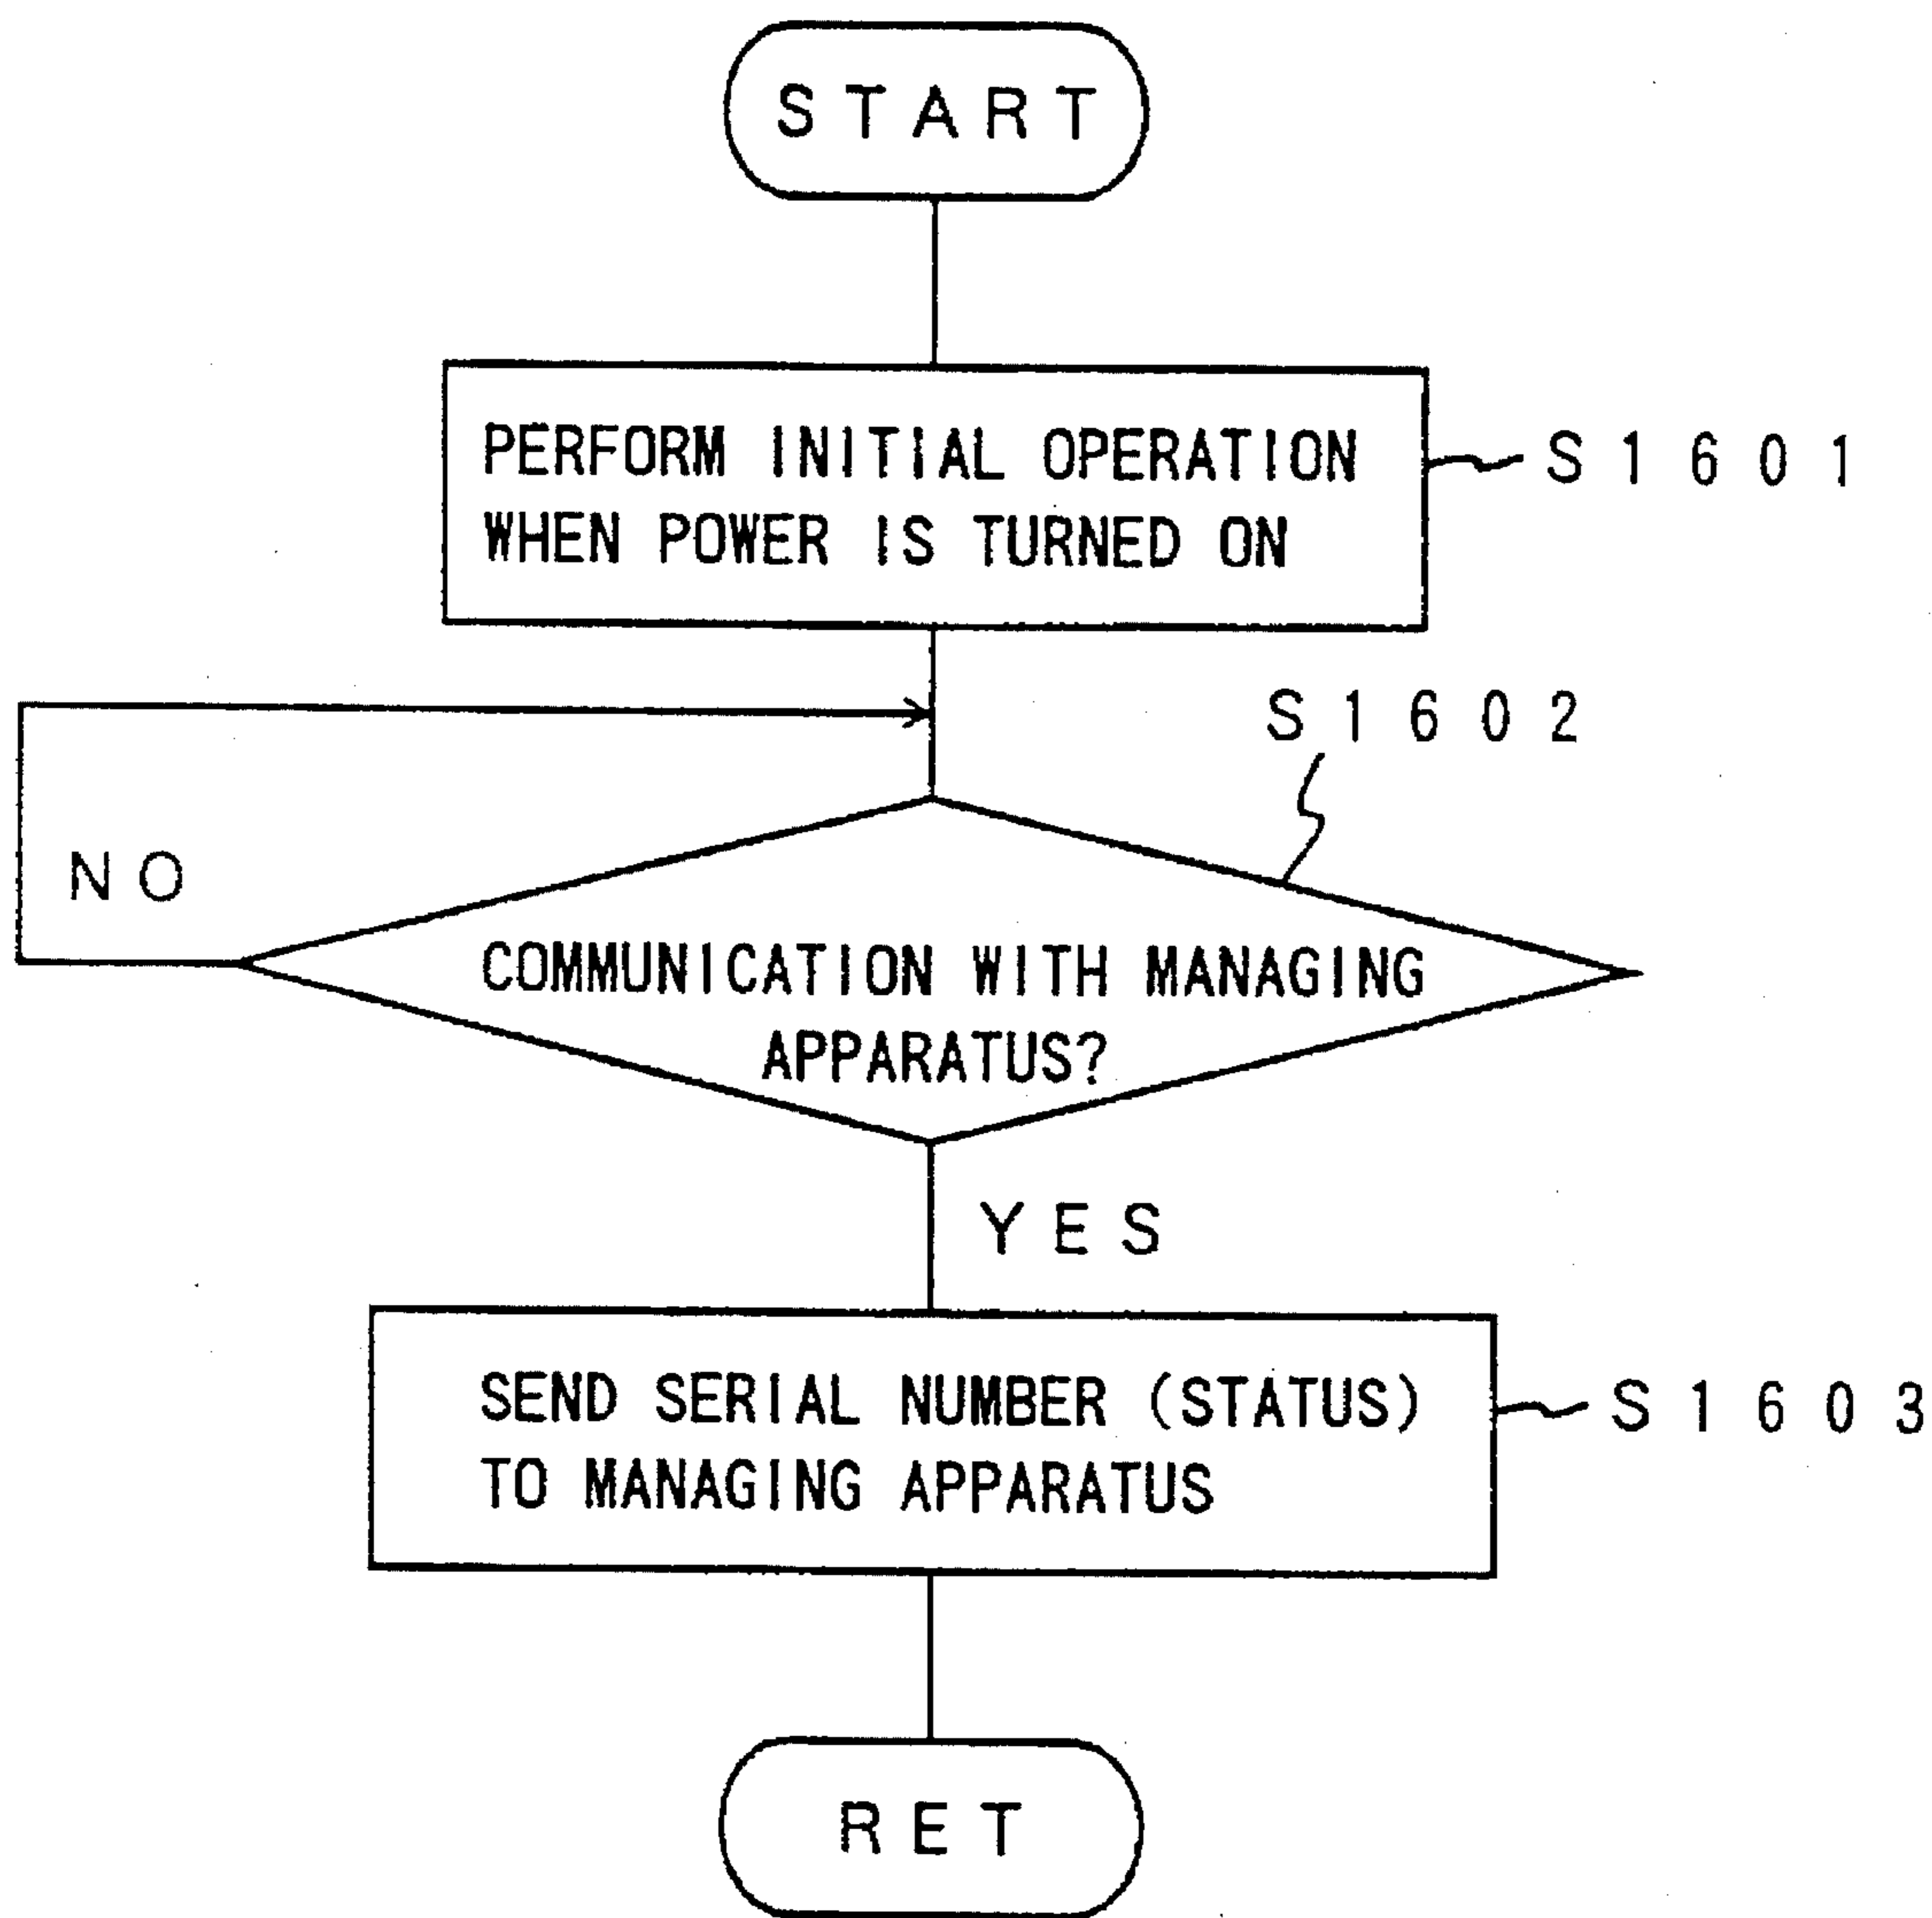 START
PERFORM INITIAL OPERATION
WHEN POWER IS TURNED ON
S1601
S1602
NO
COMMUNICATION WITH MANAGING
APPARATUS?
YES
SEND SERIAL NUMBER (STATUS)
TO MANAGING APPARATUS
S1603
RET